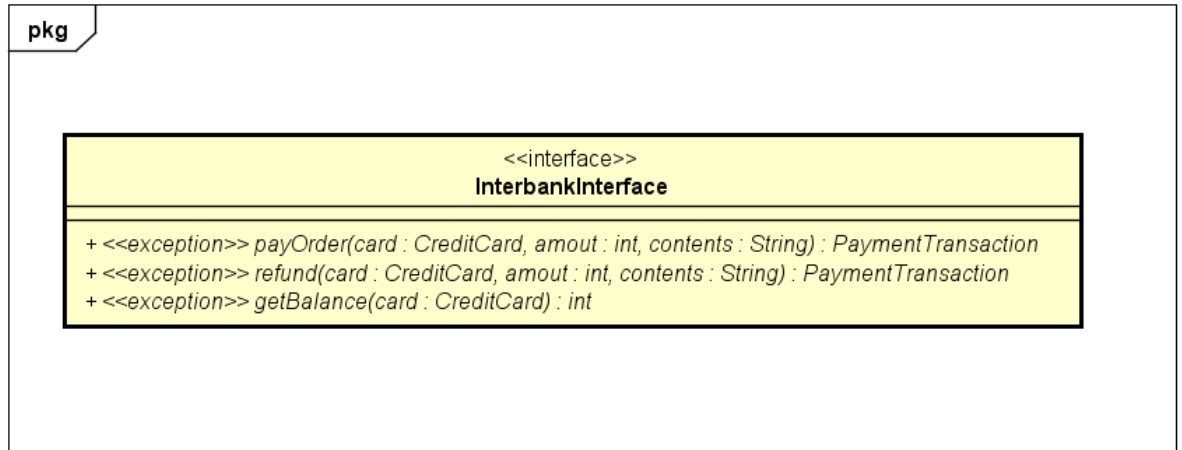 pkg
<<interface>>
InterbankInterface
+ <<exception>> payOrder(card : CreditCard, amout : int, contents : String) : PaymentTransaction
+ <<exception>> refund(card : CreditCard, amout : int, contents : String) : PaymentTransaction
+ <<exception>> getBalance(card : CreditCard) : int